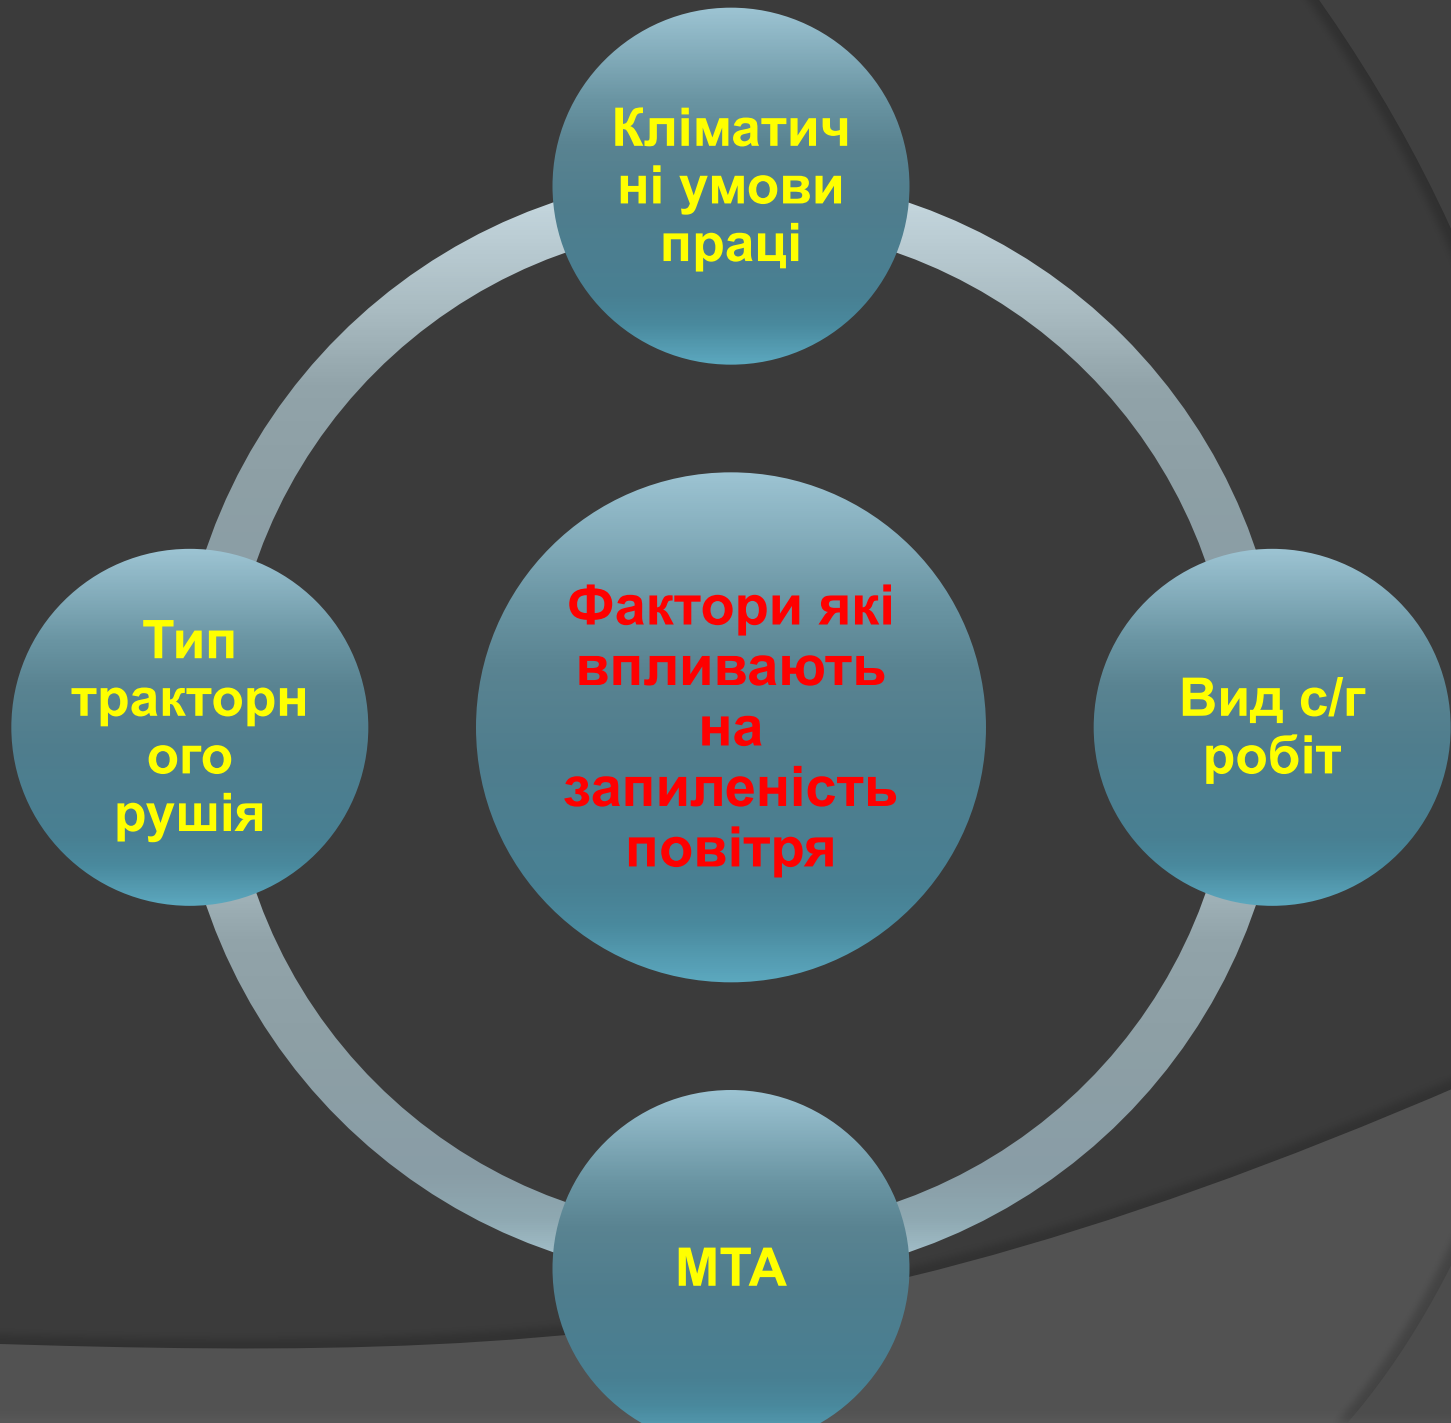 Кліматич
ні умови
праці
Тип
тракторн
ого
рушія
Фактори які
впливають
на
запиленість
повітря
Вид с/г
робіт
МТА